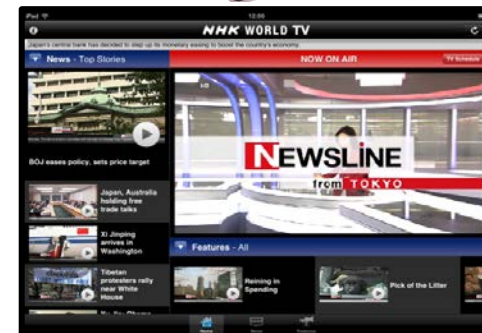 iPad
12:00
NHK WORLD TV
Japan's central bank has decided to step up its monetary easing to boost the country's economy.
News - Top Stories
NOW ON AIR
TV Schedule
NEWSLINE
from TOKYO
BOJ eases policy, sets price target
Japan, Australia
holding free
trade talks
Xi Jinping
arrives in
Washington
Tibetan
protesters rally
near White
House
Features - All
Reining in
Spending
Pick of the Litter
Home
News
Features